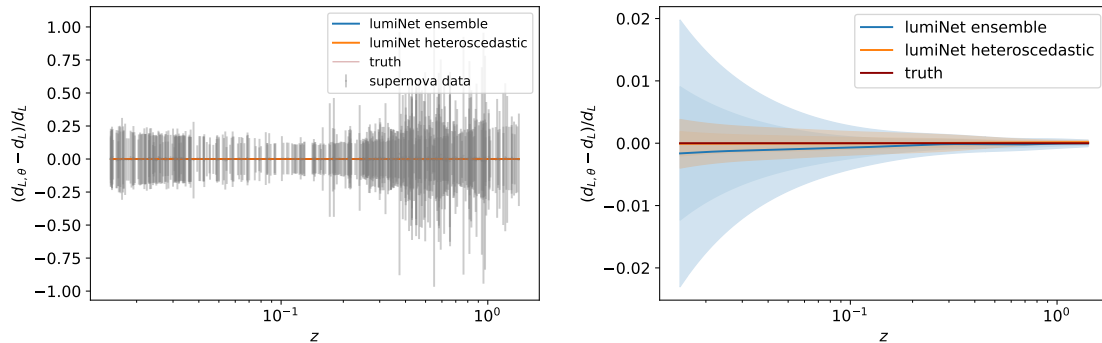 lumiNet ensemble
lumiNet heteroscedastic
truth
supernova data
1.00
0.75
0.50
0.25
0.00
−0.25
−0.50
−0.75
−1.00
(d_{L, θ} − d_L)/d_L
10^{−1}
10^0
z
lumiNet ensemble
lumiNet heteroscedastic
truth
0.02
0.01
0.00
−0.01
−0.02
(d_{L, θ} − d_L)/d_L
10^{−1}
10^0
z